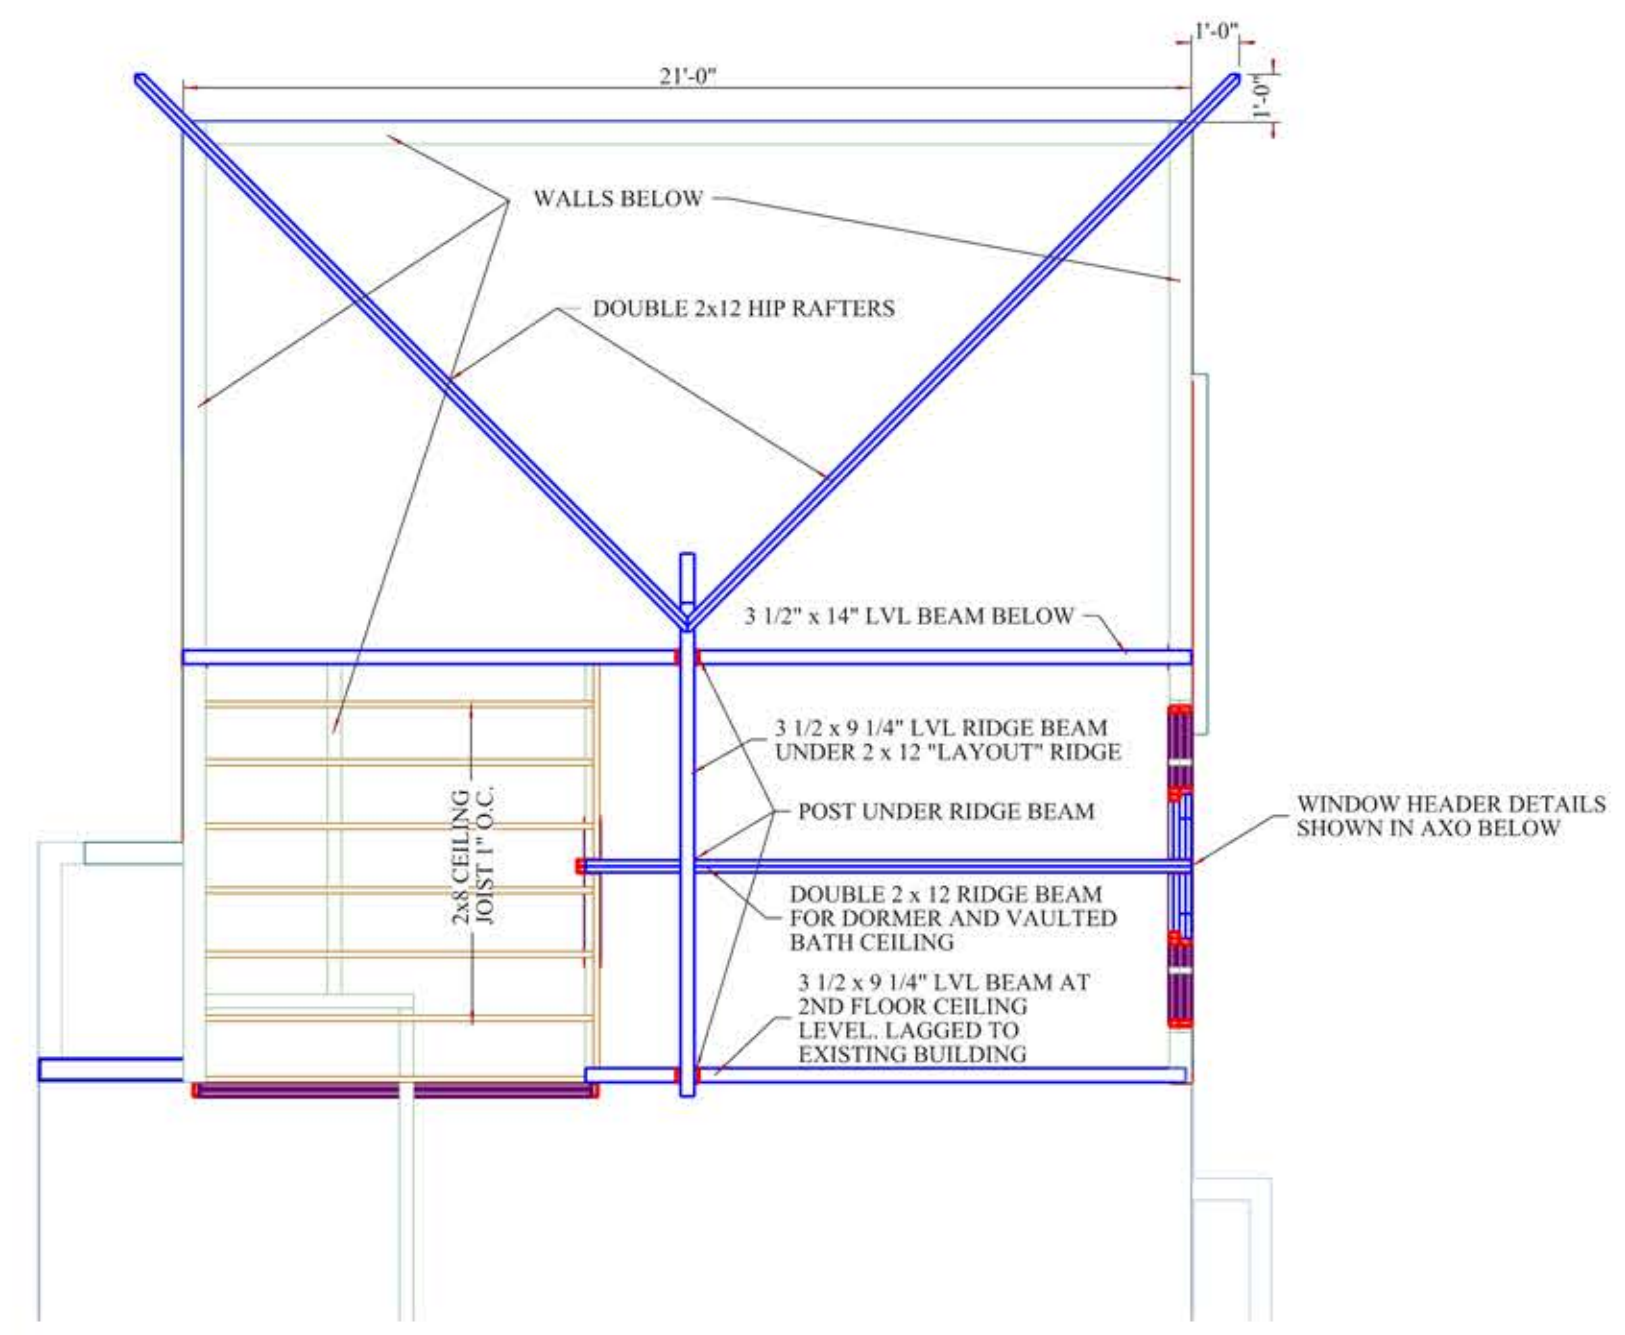 1'-0"
21'-0"
1'-0"
WALLS BELOW
DOUBLE 2x12 HIP RAFTERS
3 1/2" x 14" LVL BEAM BELOW
3 1/2 x 9 1/4" LVL RIDGE BEAM
UNDER 2 x 12 "LAYOUT" RIDGE
2x8 CEILING
JOIST 1" O.C.
POST UNDER RIDGE BEAM
WINDOW HEADER DETAILS
SHOWN IN AXO BELOW
DOUBLE 2 x 12 RIDGE BEAM
FOR DORMER AND VAULTED
BATH CEILING
3 1/2 x 9 1/4" LVL BEAM AT
2ND FLOOR CEILING
LEVEL. LAGGED TO
EXISTING BUILDING